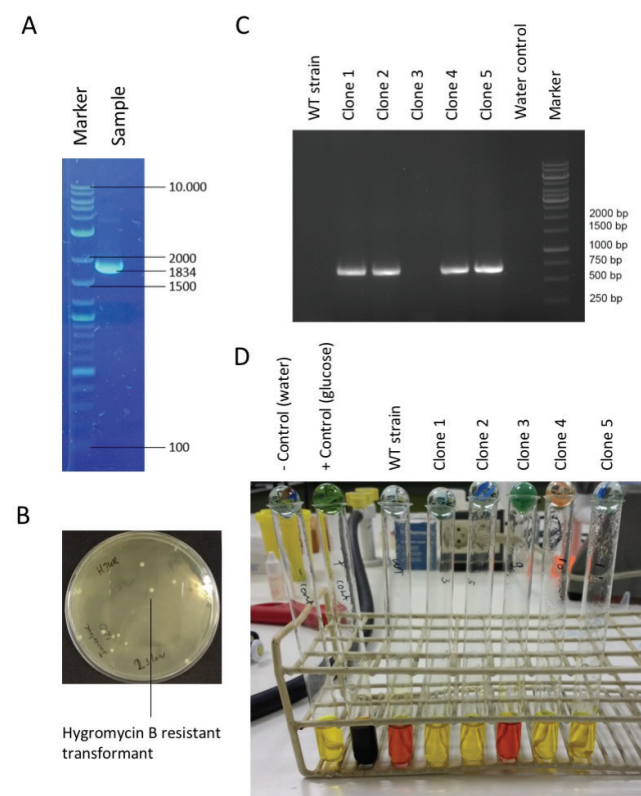 A
Marker
Sample
10.000
2000
1834
1500
100
B
Hygromycin B resistant
transformant
C
WT strain
Clone 1
Clone 2
Clone 3
Clone 4
Clone 5
Water control
Marker
2000 bp
1500 bp
1000 bp
750 bp
500 bp
250 bp
D
- Control (water)
+ Control (glucose)
WT strain
Clone 1
Clone 2
Clone 3
Clone 4
Clone 5
WT